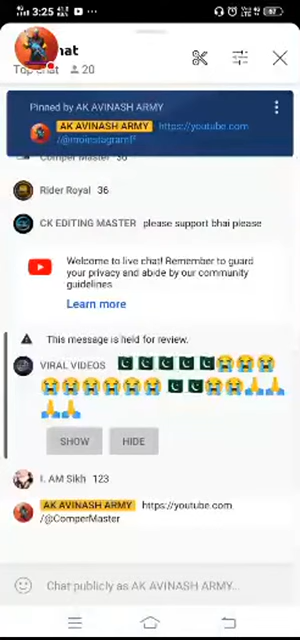 3:25
hat
Top chat 20
Pinned by AK AVINASH ARMY
AK AVINASH ARMY https://youtube.com
Comper Master 36
Rider Royal 36
CK EDITING MASTER please support bhai please
Welcome to live chat! Remember to guard
your privacy and abide by our community
guidelines
Learn more
This message is held for review.
VIRAL VIDEOS 🇵🇰🇵🇰🇵🇰🇵🇰🇵🇰😭😭😭
😭😭😭😭😭😭🇵🇰🇵🇰😭😭🙏🙏
🙏🙏
SHOW HIDE
I. AM Sikh 123
AK AVINASH ARMY https://youtube.com
/@ComperMaster
Chat publicly as AK AVINASH ARMY...